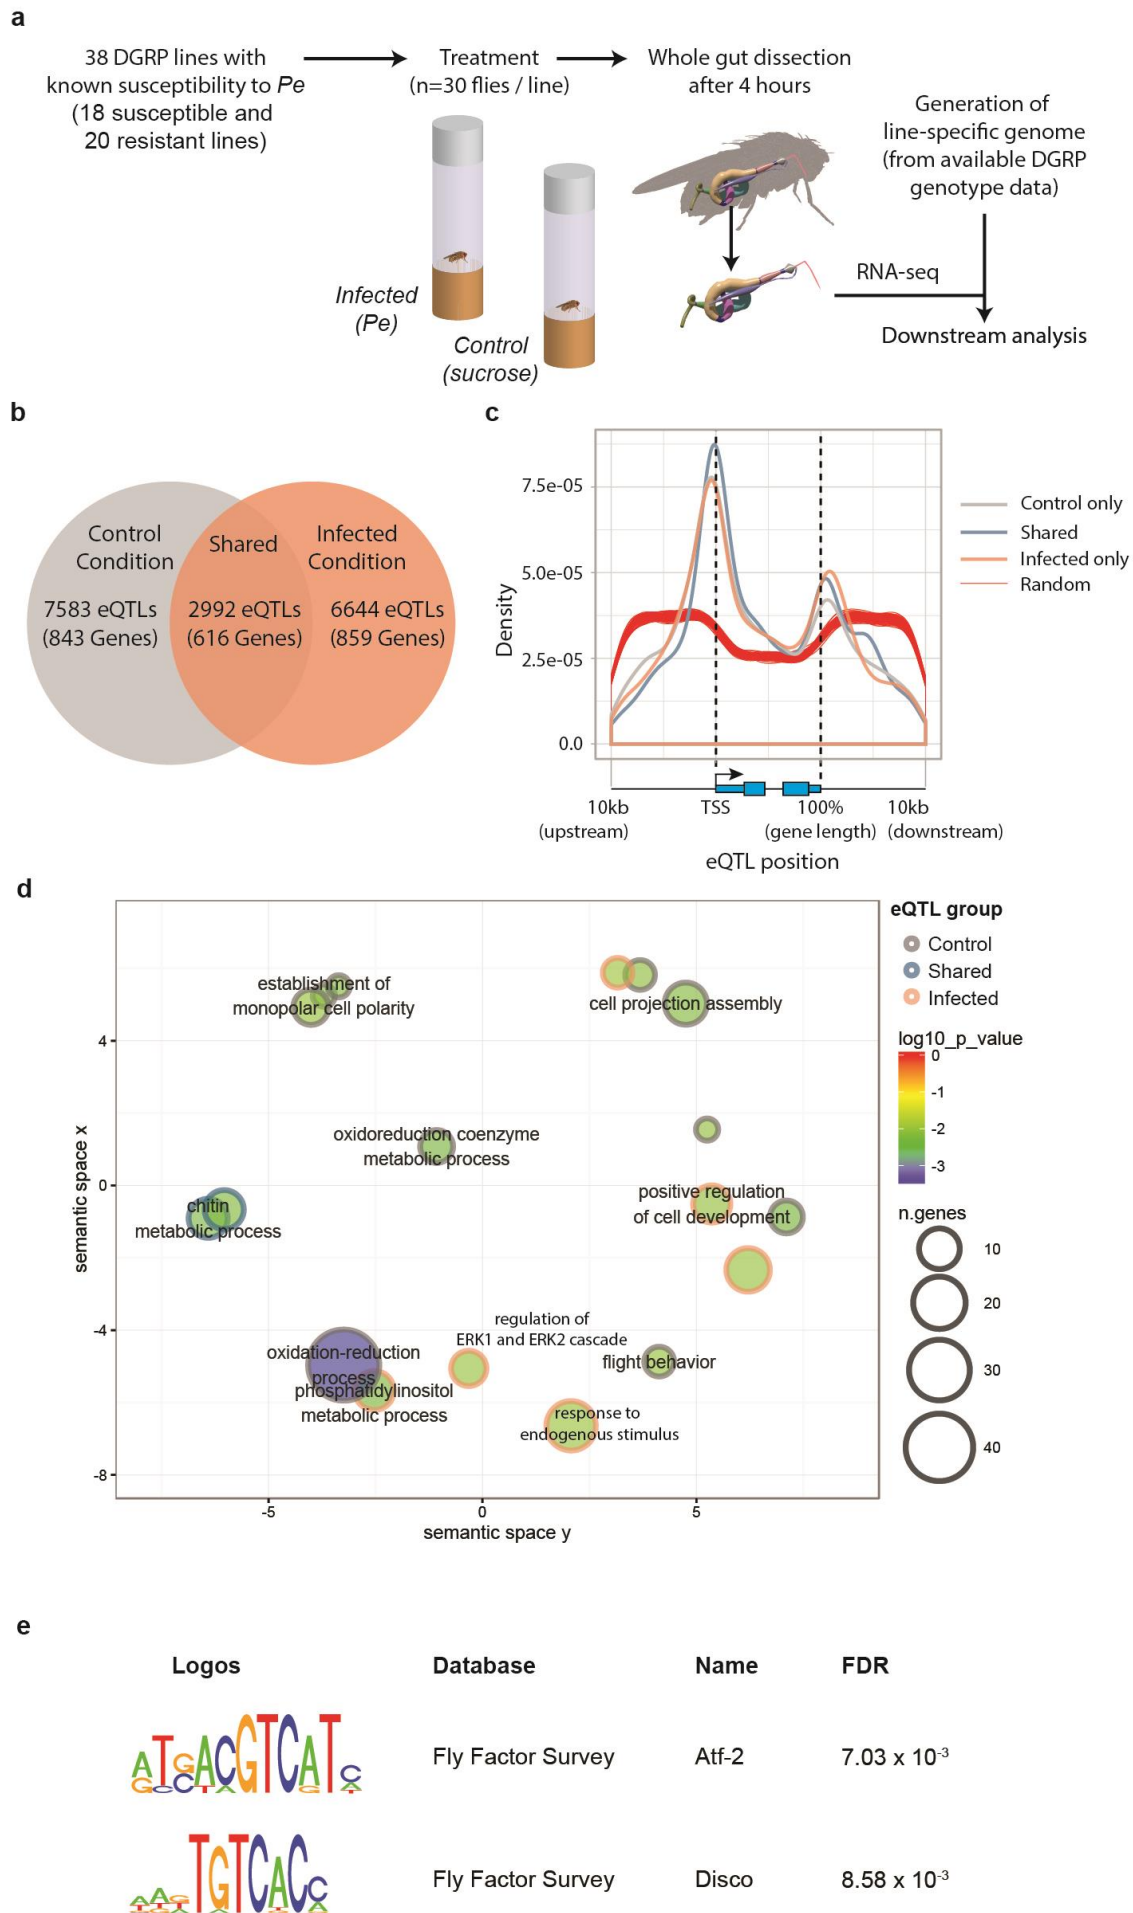 a
38 DGRP lines with
known susceptibility to Pe
(18 susceptible and
20 resistant lines)
Treatment
(n=30 flies / line)
Whole gut dissection
after 4 hours
Generation of
line-specific genome
(from available DGRP
genotype data)
Infected
(Pe)
Control
(sucrose)
RNA-seq
Downstream analysis
b
Control
Condition
Shared
Infected
Condition
7583 eQTLs
(843 Genes)
2992 eQTLs
(616 Genes)
6644 eQTLs
(859 Genes)
c
Density
7.5e-05
5.0e-05
2.5e-05
0.0
Control only
Shared
Infected only
Random
10kb
(upstream)
TSS
100%
(gene length)
10kb
(downstream)
eQTL position
d
semantic space x
4
0
-4
-8
establishment of
monopolar cell polarity
cell projection assembly
oxidoreduction coenzyme
metabolic process
chitin
metabolic process
positive regulation
of cell development
regulation of
ERK1 and ERK2 cascade
flight behavior
oxidation-reduction
process
phosphatidylinositol
metabolic process
response to
endogenous stimulus
-5
0
5
semantic space y
eQTL group
Control
Shared
Infected
log10_p_value
0
-1
-2
-3
n.genes
10
20
30
40
e
Logos
Database
Name
FDR
ATGACGTCATC
Fly Factor Survey
Atf-2
7.03 x 10-3
AAGTGTCACC
Fly Factor Survey
Disco
8.58 x 10-3